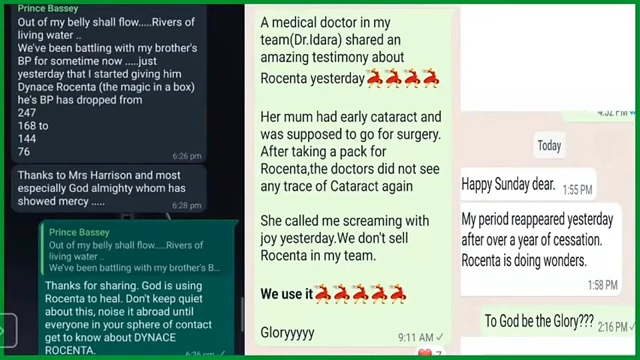 Prince Bassey
Out of my belly shall flow.....Rivers of
living water ..
We've been battling with my brother's
BP for sometime now .....just
yesterday that I started giving him
Dynace Rocenta (the magic in a box)
he's BP has dropped from
247
168 to
144
76
6:26 pm
Thanks to Mrs Harrison and most
especially God almighty whom has
showed mercy .....
6:28 pm
Prince Bassey
Out of my belly shall flow.....Rivers of
living water ..
We've been battling with my brother's B...
Thanks for sharing. God is using
Rocenta to heal. Don't keep quiet
about this, noise it abroad until
everyone in your sphere of contact
get to know about DYNACE
ROCENTA.
A medical doctor in my
team(Dr.Idara) shared an
amazing testimony about
Rocenta yesterday💃💃💃💃
Her mum had early cataract and
was supposed to go for surgery.
After taking a pack for
Rocenta,the doctors did not see
any trace of Cataract again
She called me screaming with
joy yesterday.We don't sell
Rocenta in my team.
We use it💃💃💃💃💃
Gloryyyyy
9:11 AM ✓
Today
Happy Sunday dear. 1:55 PM
My period reappeared yesterday
after over a year of cessation.
Rocenta is doing wonders.
1:58 PM
To God be the Glory??? 2:16 PM